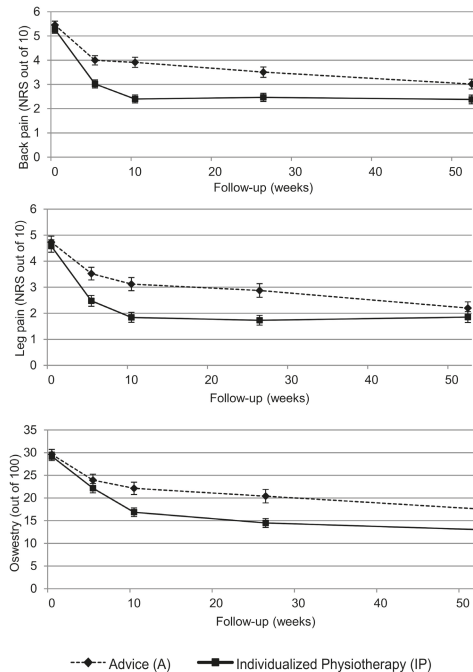 6
5
4
3
2
1
0
Back pain (NRS out of 10)
0 10 20 30 40 50
Follow-up (weeks)
6
5
4
3
2
1
0
Leg pain (NRS out of 10)
0 10 20 30 40 50
Follow-up (weeks)
35
30
25
20
15
10
5
0
Oswestry (out of 100)
0 10 20 30 40 50
Follow-up (weeks)
Advice (A) Individualized Physiotherapy (IP)